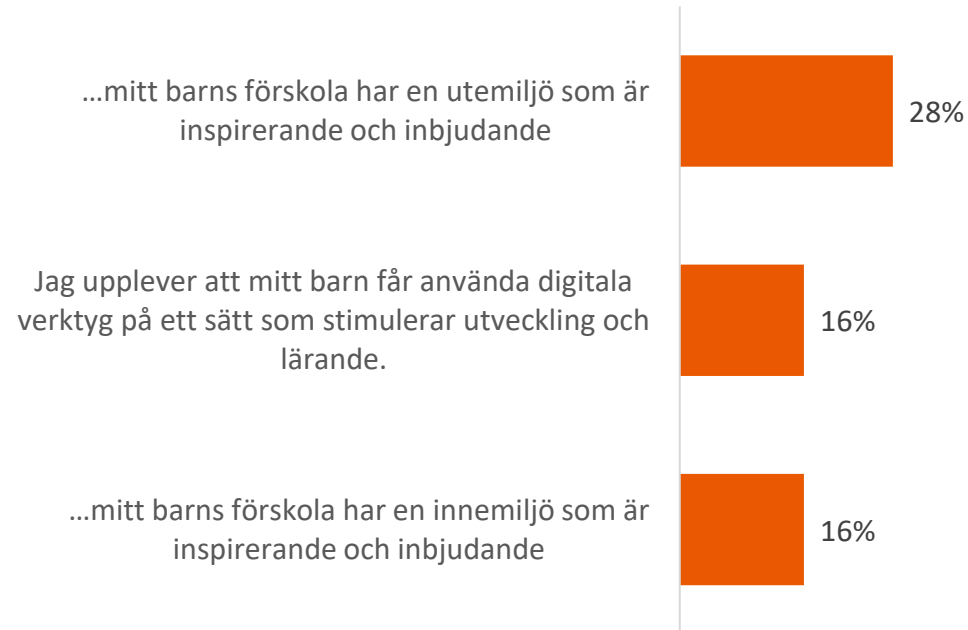 …mitt barns förskola har en utemiljö som är
inspirerande och inbjudande
28%
Jag upplever att mitt barn får använda digitala
verktyg på ett sätt som stimulerar utveckling och
lärande.
16%
…mitt barns förskola har en innemiljö som är
inspirerande och inbjudande
16%